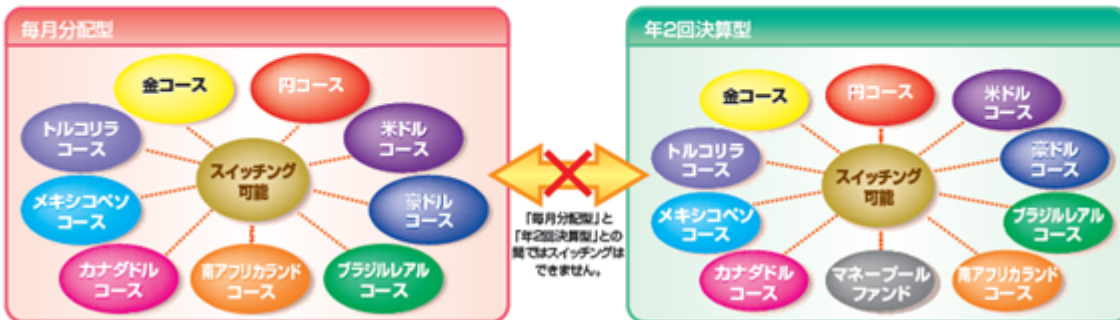 毎月分配型
金コース
円コース
トルコリラ
コース
米ドル
コース
スイッチング
可能
メキシコペソ
コース
豪ドル
コース
カナダドル
コース
南アフリカランド
コース
ブラジルレアル
コース
「毎月分配型」と
「年2回決算型」との
間ではスイッチングは
できません。
年2回決算型
金コース
円コース
米ドル
コース
トルコリラ
コース
豪ドル
コース
スイッチング
可能
メキシコペソ
コース
ブラジルレアル
コース
カナダドル
コース
マネープール
ファンド
南アフリカランド
コース